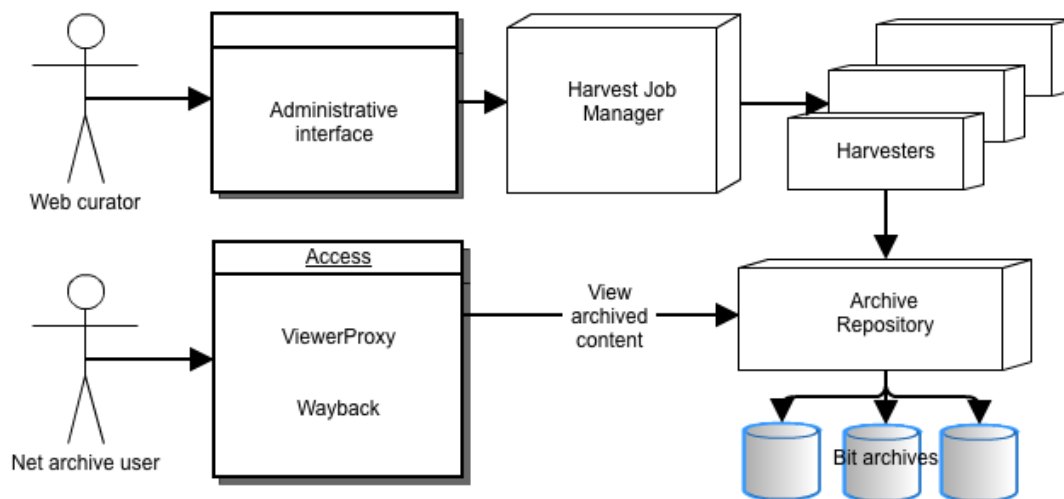 Administrative
interface
Harvest Job
Manager
Harvesters
Web curator
Access
ViewerProxy
Wayback
View
archived
content
Archive
Repository
Net archive user
Bit archives